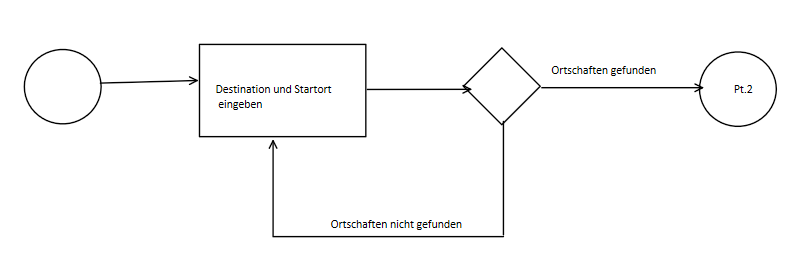 Destination und Startort
eingeben
Ortschaften gefunden
Pt.2
Ortschaften nicht gefunden